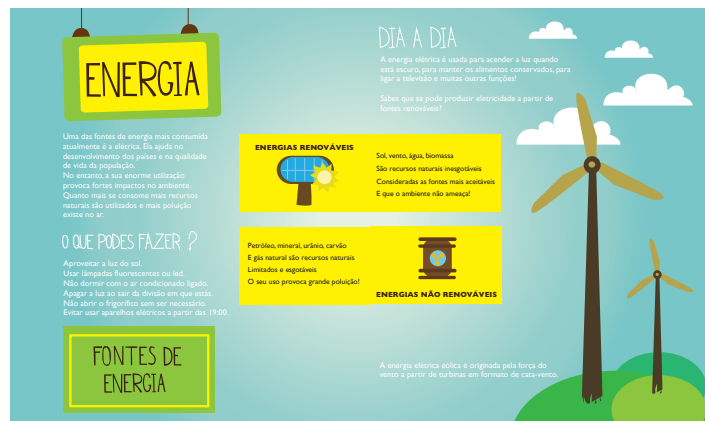 ENERGIA
Uma das fontes de energia mais consumida
atualmente é a elétrica. Ela ajuda no
desenvolvimento dos países e na qualidade
de vida da população.
No entanto, a sua enorme utilização
provoca fortes impactos no ambiente.
Quanto mais se consome mais recursos
naturais são utilizados e mais poluição
existe no ar.
O QUE PODES FAZER ?
Aproveitar a luz do sol.
Usar lâmpadas fluorescentes ou led.
Não dormir com o ar condicionado ligado.
Apagar a luz ao sair da divisão em que estás.
Não abrir o frigorífico sem ser necessário.
Evitar usar aparelhos elétricos a partir das 19:00.
FONTES DE
ENERGIA
ENERGIAS RENOVÁVEIS
Sol, vento, água, biomassa
São recursos naturais inesgotáveis
Consideradas as fontes mais aceitáveis
E que o ambiente não ameaça!
Petróleo, mineral, urânio, carvão
E gás natural são recursos naturais
Limitados e esgotáveis
O seu uso provoca grande poluição!
ENERGIAS NÃO RENOVÁVEIS
DIA A DIA
A energia elétrica é usada para acender a luz quando
está escuro, para manter os alimentos conservados, para
ligar a televisão e muitas outras funções!
Sabes que se pode produzir eletricidade a partir de
fontes renováveis?
A energia elétrica eólica é originada pela força do
vento a partir de turbinas em formato de cata-vento.